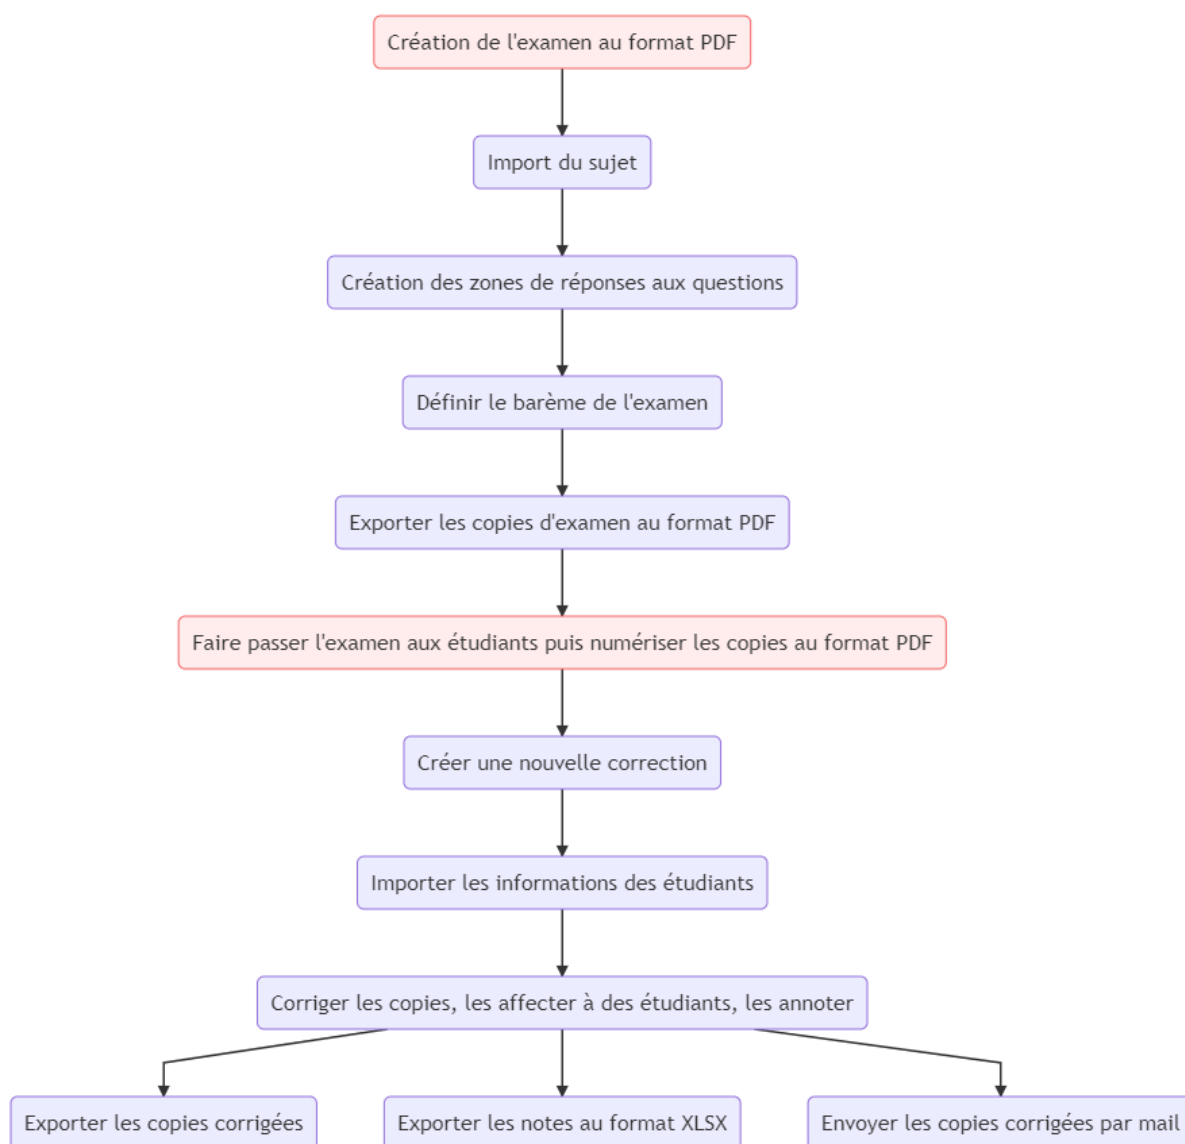 Création de l'examen au format PDF
Import du sujet
Création des zones de réponses aux questions
Définir le barème de l'examen
Exporter les copies d'examen au format PDF
Faire passer l'examen aux étudiants puis numériser les copies au format PDF
Créer une nouvelle correction
Importer les informations des étudiants
Corriger les copies, les affecter à des étudiants, les annoter
Exporter les copies corrigées
Exporter les notes au format XLSX
Envoyer les copies corrigées par mail